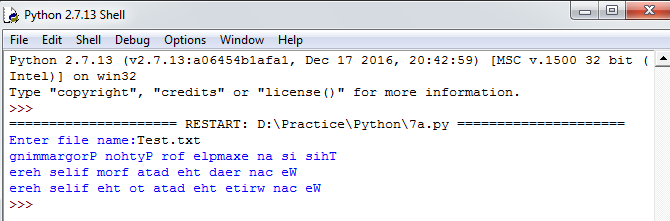 Python 2.7.13 Shell
File Edit Shell Debug Options Window Help
Python 2.7.13 (v2.7.13:a06454b1afa1, Dec 17 2016, 20:42:59) [MSC v.1500 32 bit (
Intel)] on win32
Type "copyright", "credits" or "license()" for more information.
>>>
===================== RESTART: D:\Practice\Python\7a.py =====================
Enter file name:Test.txt
gnimmargorP nohtyP rof elpmaxe na si sihT
ereh selif morf atad eht daer nac eW
ereh selif eht ot atad eht etirw nac eW
>>>